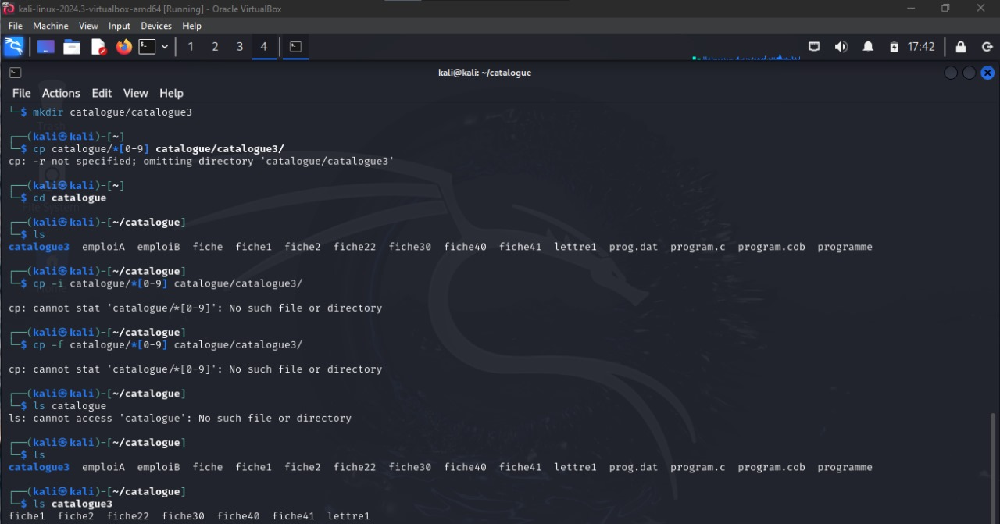 kali-linux-2024.3-virtualbox-amd64 [Running] - Oracle VirtualBox
File Machine View Input Devices Help
1 2 3 4 17:42
kali@kali: ~/catalogue
File Actions Edit View Help
└─$ mkdir catalogue/catalogue3
Trash
┌──(kali㉿kali)-[~]
└─$ cp catalogue/*[0-9] catalogue/catalogue3/
cp: -r not specified; omitting directory 'catalogue/catalogue3'
┌──(kali㉿kali)-[~]
└─$ cd catalogue
File System
┌──(kali㉿kali)-[~/catalogue]
└─$ ls
catalogue3 emploiA emploiB fiche fiche1 fiche2 fiche22 fiche30 fiche40 fiche41 lettre1 prog.dat program.c program.cob programme
┌──(kali㉿kali)-[~/catalogue]
└─$ cp -i catalogue/*[0-9] catalogue/catalogue3/
Home
cp: cannot stat 'catalogue/*[0-9]': No such file or directory
┌──(kali㉿kali)-[~/catalogue]
└─$ cp -f catalogue/*[0-9] catalogue/catalogue3/
cp: cannot stat 'catalogue/*[0-9]': No such file or directory
┌──(kali㉿kali)-[~/catalogue]
└─$ ls catalogue
ls: cannot access 'catalogue': No such file or directory
┌──(kali㉿kali)-[~/catalogue]
└─$ ls
catalogue3 emploiA emploiB fiche fiche1 fiche2 fiche22 fiche30 fiche40 fiche41 lettre1 prog.dat program.c program.cob programme
┌──(kali㉿kali)-[~/catalogue]
└─$ ls catalogue3
fiche1 fiche2 fiche22 fiche30 fiche40 fiche41 lettre1